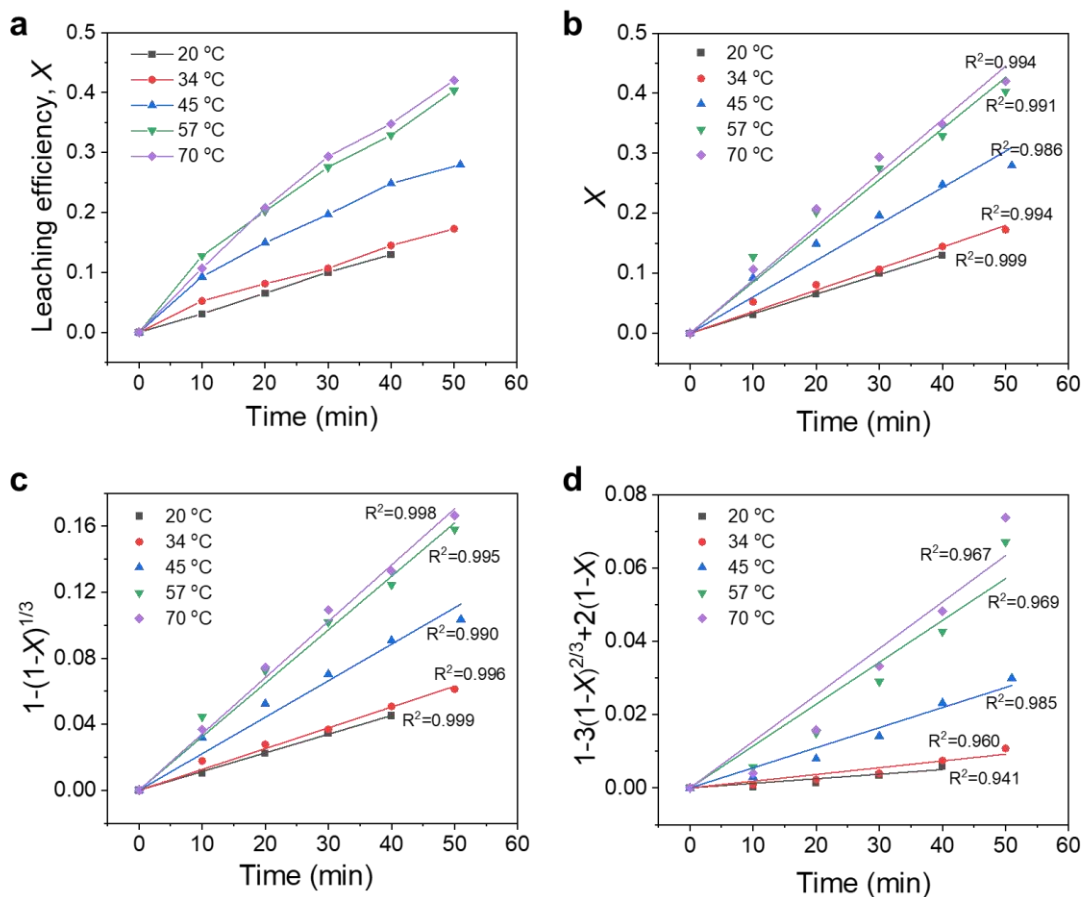 a
0.5
0.4
0.3
0.2
0.1
0.0
Leaching efficiency, X
20 ºC
34 ºC
45 ºC
57 ºC
70 ºC
0 10 20 30 40 50 60
Time (min)
b
0.5
0.4
0.3
0.2
0.1
0.0
X
20 ºC
34 ºC
45 ºC
57 ºC
70 ºC
R²=0.994
R²=0.991
R²=0.986
R²=0.994
R²=0.999
0 10 20 30 40 50 60
Time (min)
c
0.16
0.12
0.08
0.04
0.00
1-(1-X)^1/3
20 ºC
34 ºC
45 ºC
57 ºC
70 ºC
R²=0.998
R²=0.995
R²=0.990
R²=0.996
R²=0.999
0 10 20 30 40 50 60
Time (min)
d
0.08
0.06
0.04
0.02
0.00
1-3(1-X)^2/3+2(1-X)
20 ºC
34 ºC
45 ºC
57 ºC
70 ºC
R²=0.967
R²=0.969
R²=0.985
R²=0.960
R²=0.941
0 10 20 30 40 50 60
Time (min)